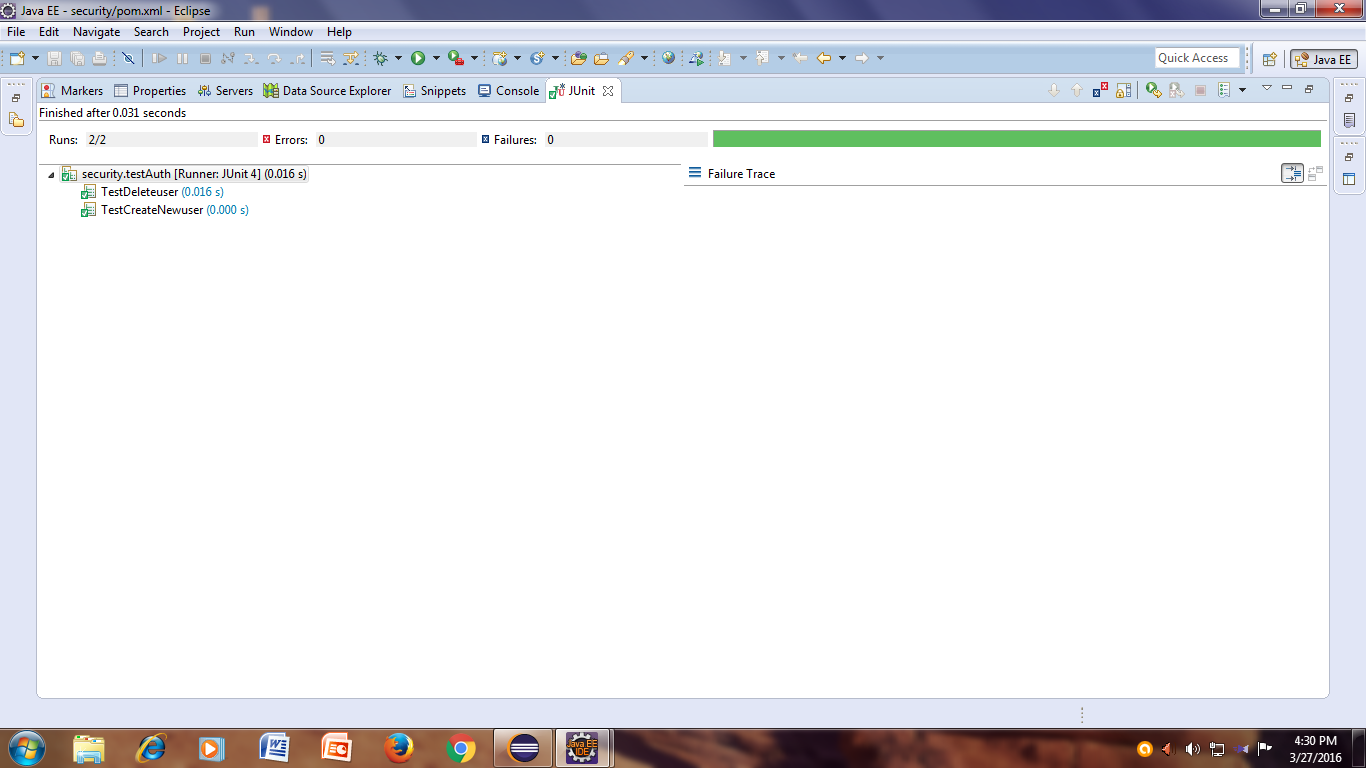 Java EE - security/pom.xml - Eclipse
File Edit Navigate Search Project Run Window Help
Quick Access Java EE
Markers Properties Servers Data Source Explorer Snippets Console JUnit
Finished after 0.031 seconds
Runs: 2/2 Errors: 0 Failures: 0
security.testAuth [Runner: JUnit 4] (0.016 s) Failure Trace
TestDeleteuser (0.016 s)
TestCreateNewuser (0.000 s)
Java EE
IDE
4:30 PM
3/27/2016